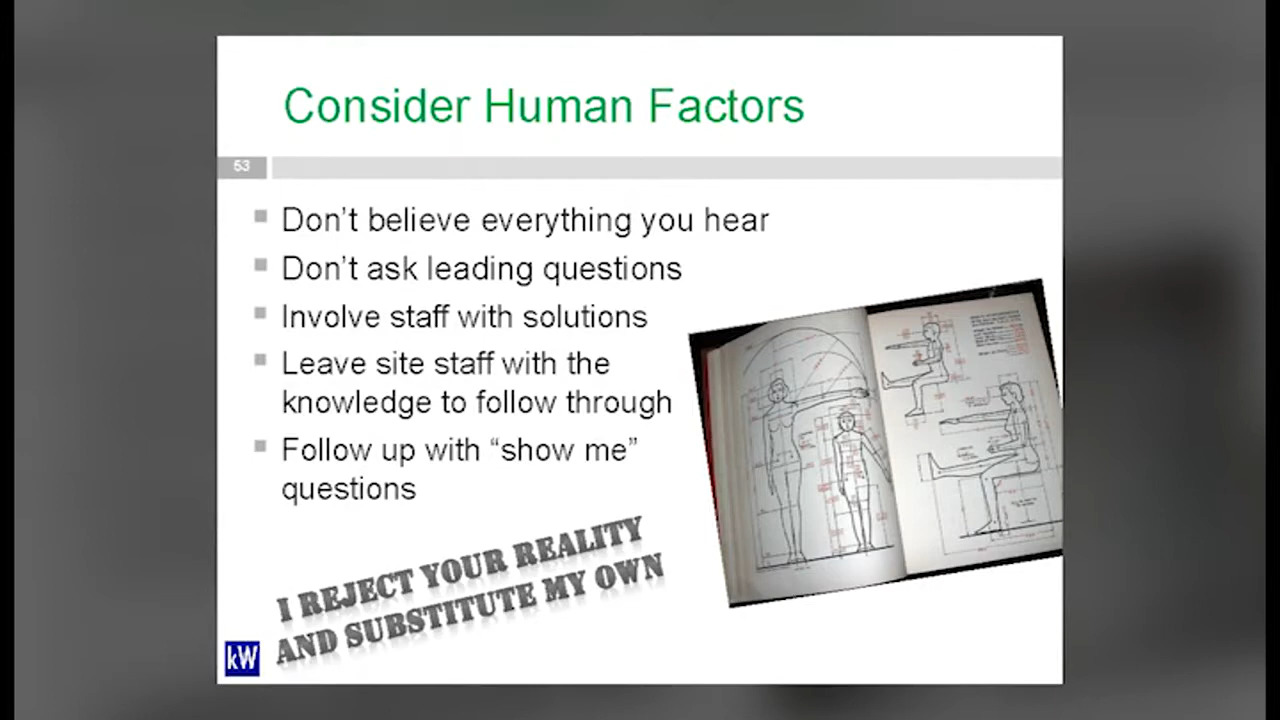 Consider Human Factors
53
Don't believe everything you hear
Don't ask leading questions
Involve staff with solutions
Leave site staff with the
knowledge to follow through
Follow up with “show me”
questions
I REJECT YOUR REALITY
AND SUBSTITUTE MY OWN
kW